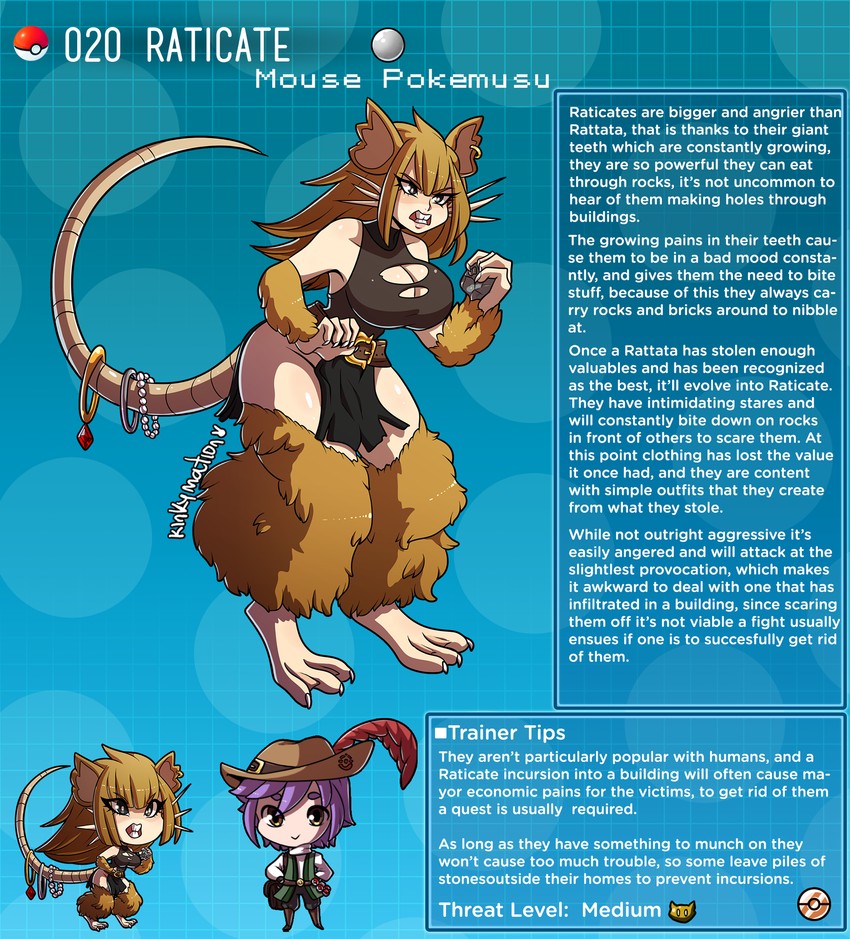 020 RATICATE
Mouse Pokemusu
Raticates are bigger and angrier than
Rattata, that is thanks to their giant
teeth which are constantly growing,
they are so powerful they can eat
through rocks, it's not uncommon to
hear of them making holes through
buildings.
The growing pains in their teeth cau-
se them to be in a bad mood consta-
ntly, and gives them the need to bite
stuff, because of this they always ca-
rry rocks and bricks around to nibble
at.
Once a Rattata has stolen enough
valuables and has been recognized
as the best, it'll evolve into Raticate.
They have intimidating stares and
will constantly bite down on rocks
in front of others to scare them. At
this point clothing has lost the value
it once had, and they are content
with simple outfits that they create
from what they stole.
While not outright aggressive it's
easily angered and will attack at the
slightest provocation, which makes
it awkward to deal with one that has
infiltrated in a building, since scaring
them off it's not viable a fight usually
ensues if one is to succesfully get rid
of them.
kinkymation
Trainer Tips
They aren't particularly popular with humans, and a
Raticate incursion into a building will often cause ma-
yor economic pains for the victims, to get rid of them
a quest is usually required.
As long as they have something to munch on they
won't cause too much trouble, so some leave piles of
stonesoutside their homes to prevent incursions.
Threat Level: Medium